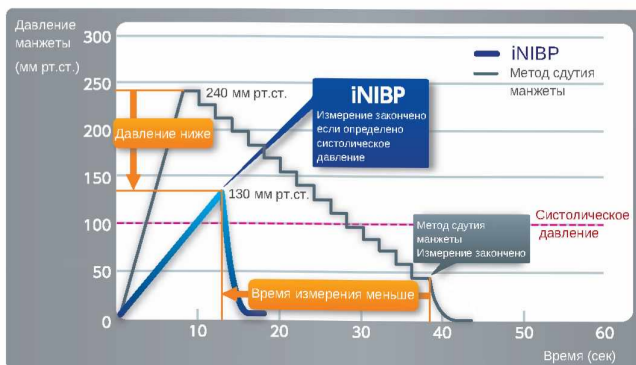 Давление
манжеты
(мм рт.ст.)
300
250
200
150
100
50
0
10
20
30
40
50
60
Время (сек)
iNIBP
Метод сдутия
манжеты
240 мм рт.ст.
Давление ниже
iNIBP
Измерение закончено
если определено
систолическое
давление
130 мм рт.ст.
Систолическое
давление
Метод сдутия
манжеты
Измерение закончено
Время измерения меньше